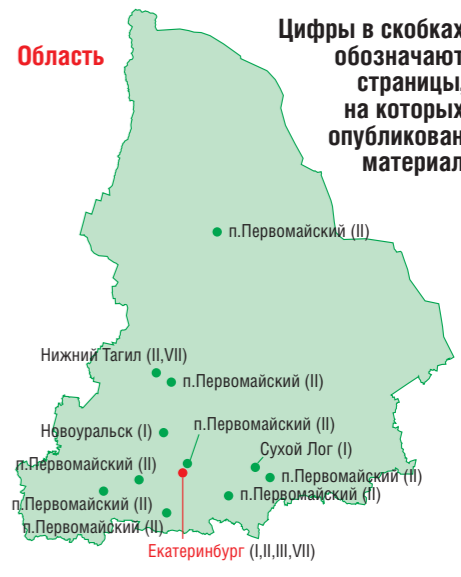 Область
Цифры в скобках
обозначают
страницы,
на которых
опубликован
материал
п.Первомайский (II)
Нижний Тагил (II,VII)
п.Первомайский (II)
п.Первомайский (II)
Новоуральск (I)
Сухой Лог (I)
п.Первомайский (II)
п.Первомайский (II)
п.Первомайский (II)
п.Первомайский (II)
п.Первомайский (II)
Екатеринбург (I,II,III,VII)